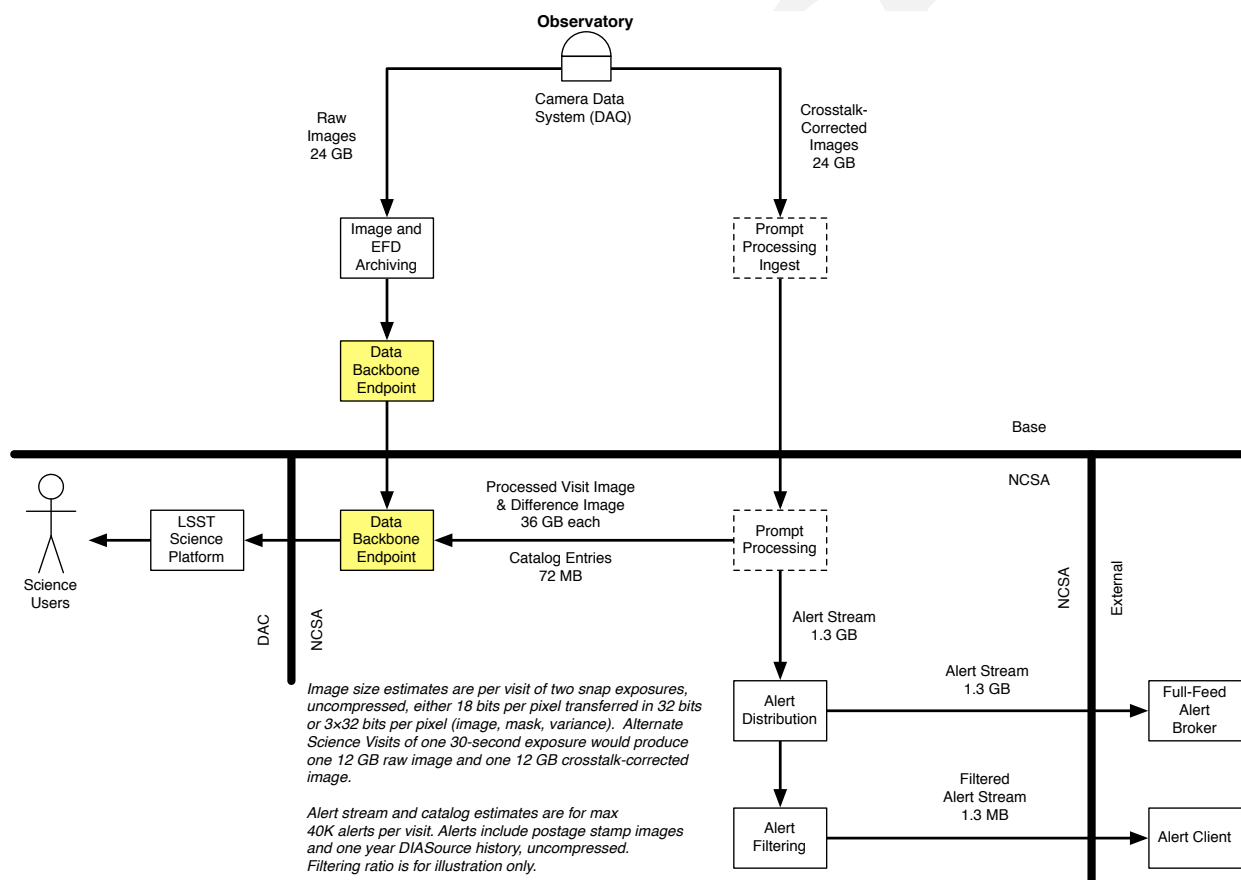 Observatory
Camera Data
System (DAQ)
Raw
Images
24 GB
Crosstalk-
Corrected
Images
24 GB
Image and
EFD
Archiving
Prompt
Processing
Ingest
Data
Backbone
Endpoint
Base
NCSA
Science
Users
LSST
Science
Platform
DAC
NCSA
Data
Backbone
Endpoint
Processed Visit Image
& Difference Image
36 GB each
Catalog Entries
72 MB
Prompt
Processing
NCSA
External
Alert Stream
1.3 GB
Alert
Distribution
Alert Stream
1.3 GB
Full-Feed
Alert
Broker
Image size estimates are per visit of two snap exposures,
uncompressed, either 18 bits per pixel transferred in 32 bits
or 3×32 bits per pixel (image, mask, variance).  Alternate
Science Visits of one 30-second exposure would produce
one 12 GB raw image and one 12 GB crosstalk-corrected
image.
Alert stream and catalog estimates are for max
40K alerts per visit. Alerts include postage stamp images
and one year DIASource history, uncompressed.
Filtering ratio is for illustration only.
Alert
Filtering
Filtered
Alert Stream
1.3 MB
Alert Client